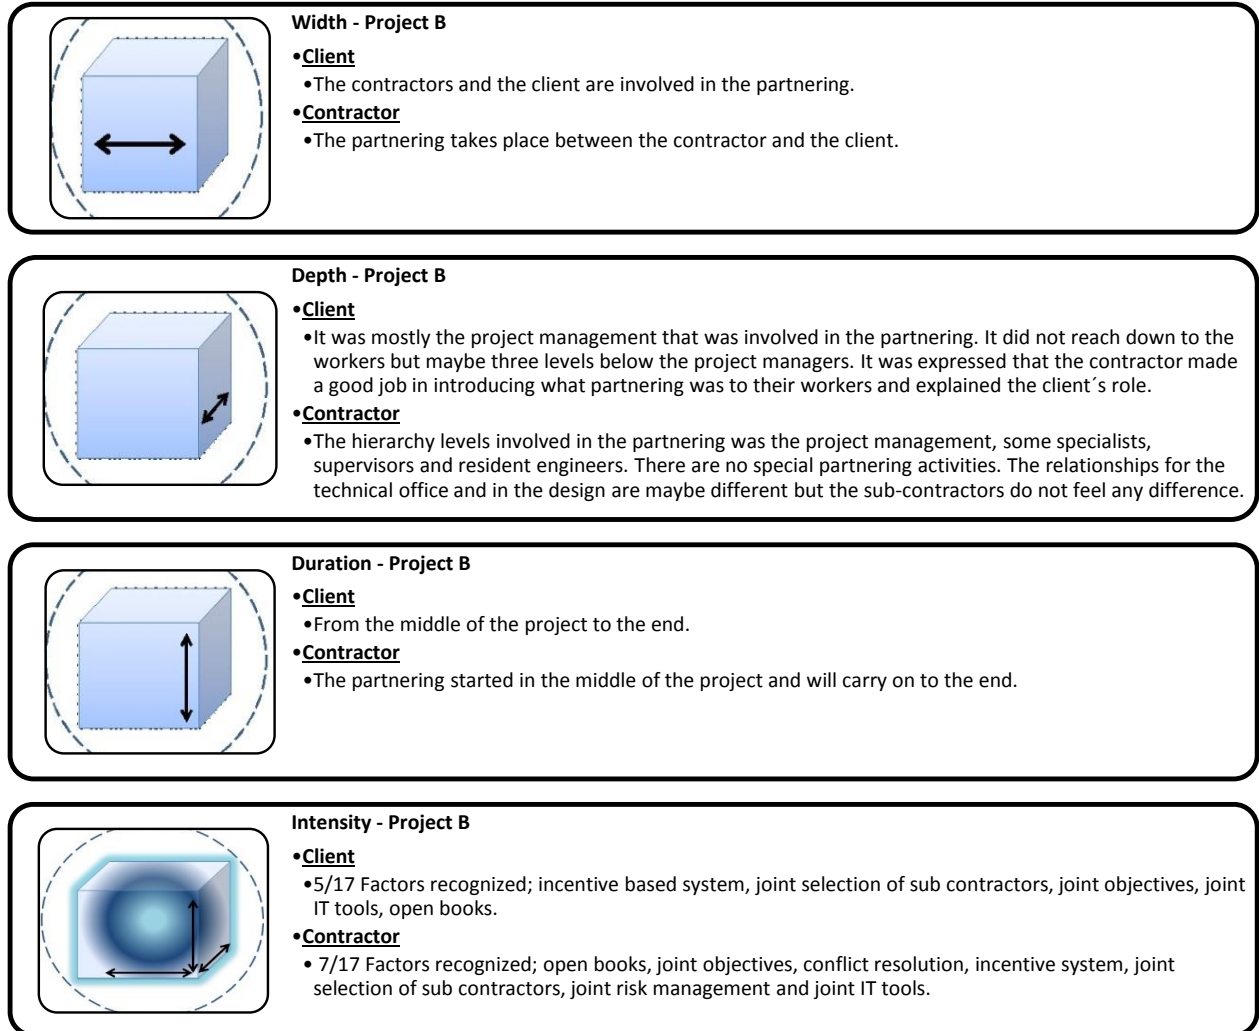 Width - Project B
•Client
•The contractors and the client are involved in the partnering.
•Contractor
•The partnering takes place between the contractor and the client.
Depth - Project B
•Client
•It was mostly the project management that was involved in the partnering. It did not reach down to the
workers but maybe three levels below the project managers. It was expressed that the contractor made
a good job in introducing what partnering was to their workers and explained the client´s role.
•Contractor
•The hierarchy levels involved in the partnering was the project management, some specialists,
supervisors and resident engineers. There are no special partnering activities. The relationships for the
technical office and in the design are maybe different but the sub-contractors do not feel any difference.
Duration - Project B
•Client
•From the middle of the project to the end.
•Contractor
•The partnering started in the middle of the project and will carry on to the end.
Intensity - Project B
•Client
•5/17 Factors recognized; incentive based system, joint selection of sub contractors, joint objectives, joint
IT tools, open books.
•Contractor
• 7/17 Factors recognized; open books, joint objectives, conflict resolution, incentive system, joint
selection of sub contractors, joint risk management and joint IT tools.